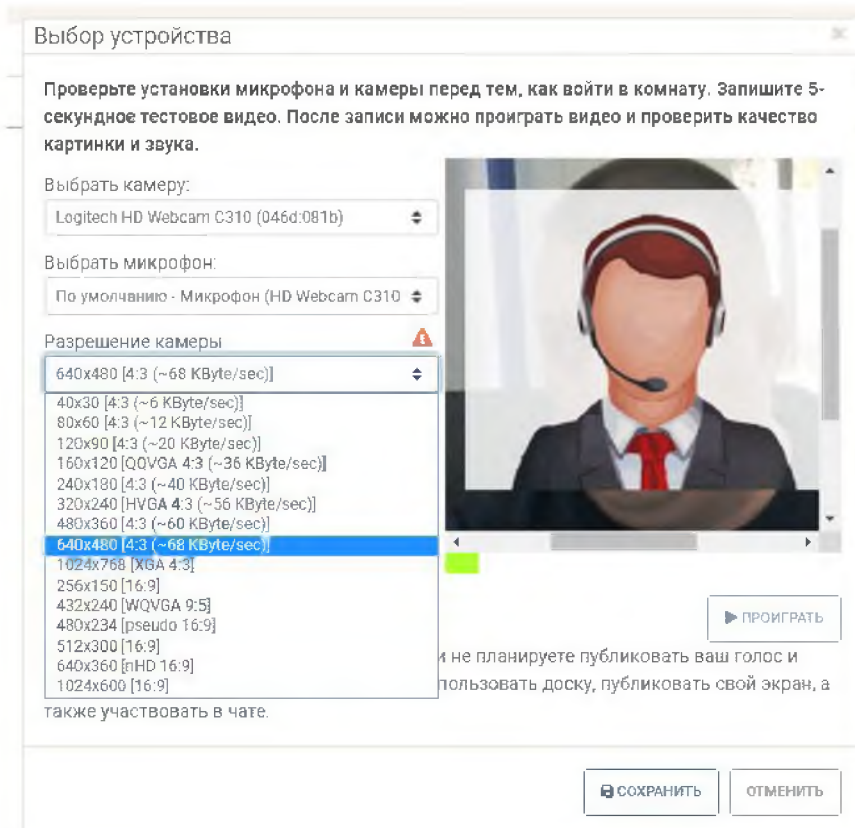 Выбор устройства
Проверьте установки микрофона и камеры перед тем, как войти в комнату. Запишите 5-
секундное тестовое видео. После записи можно проиграть видео и проверить качество
картинки и звука.
Выбрать камеру:
Logitech HD Webcam C310 (046d:081b)
Выбрать микрофон:
По умолчанию - Микрофон (HD Webcam C310
Разрешение камеры
640x480 [4:3 (~68 KByte/sec)]
40x30 [4:3 (~6 KByte/sec)]
80x60 [4:3 (~12 KByte/sec)]
120x90 [4:3 (~20 KByte/sec)]
160x120 [QQVGA 4:3 (~36 KByte/sec)]
240x180 [4:3 (~40 KByte/sec)]
320x240 [HVGA 4:3 (~56 KByte/sec)]
480x360 [4:3 (~60 KByte/sec)]
640x480 [4:3 (~68 KByte/sec)]
1024x768 [XGA 4:3]
256x150 [16:9]
432x240 [WQVGA 9:5]
480x234 [pseudo 16:9]
512x300 [16:9]
640x360 [nHD 16:9]
1024x600 [16:9]
ПРОИГРАТЬ
и не планируете публиковать ваш голос и
пользовать доску, публиковать свой экран, а
также участвовать в чате.
СОХРАНИТЬ
ОТМЕНИТЬ